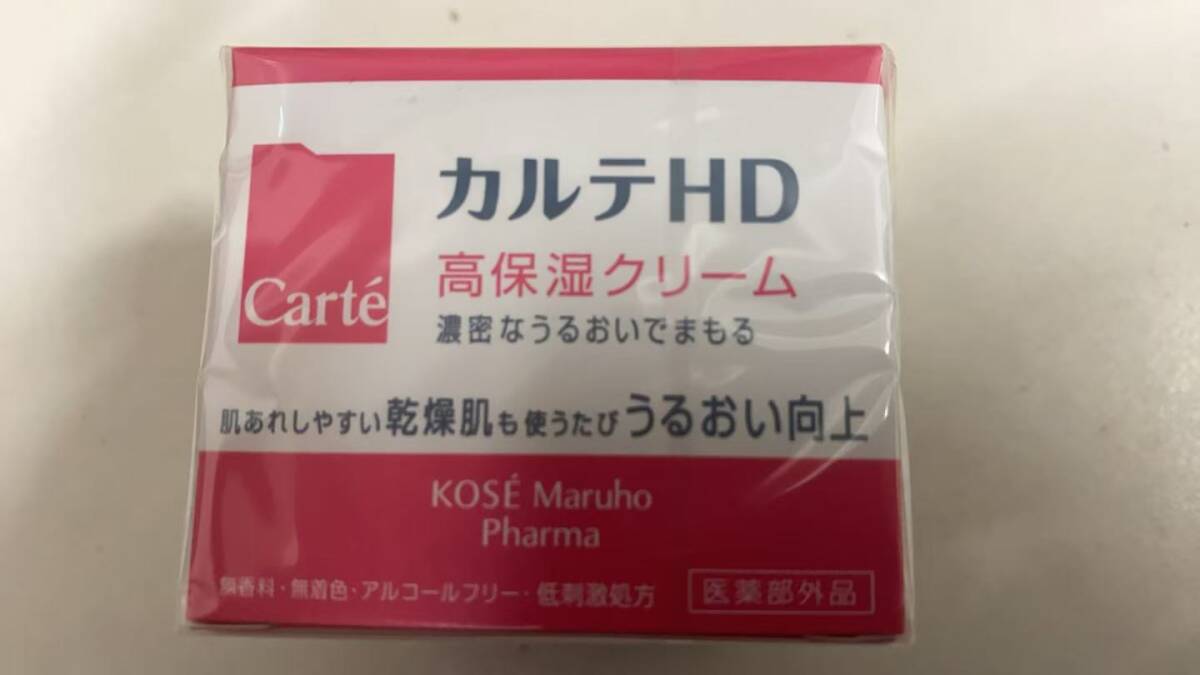 カルテHD
高保湿クリーム
Carté
濃密なうるおいでまもる
肌あれしやすい乾燥肌も使うたびうるおい向上
KOSÉ Maruho
Pharma
無香料・無着色・アルコールフリー・低刺激処方
医薬部外品